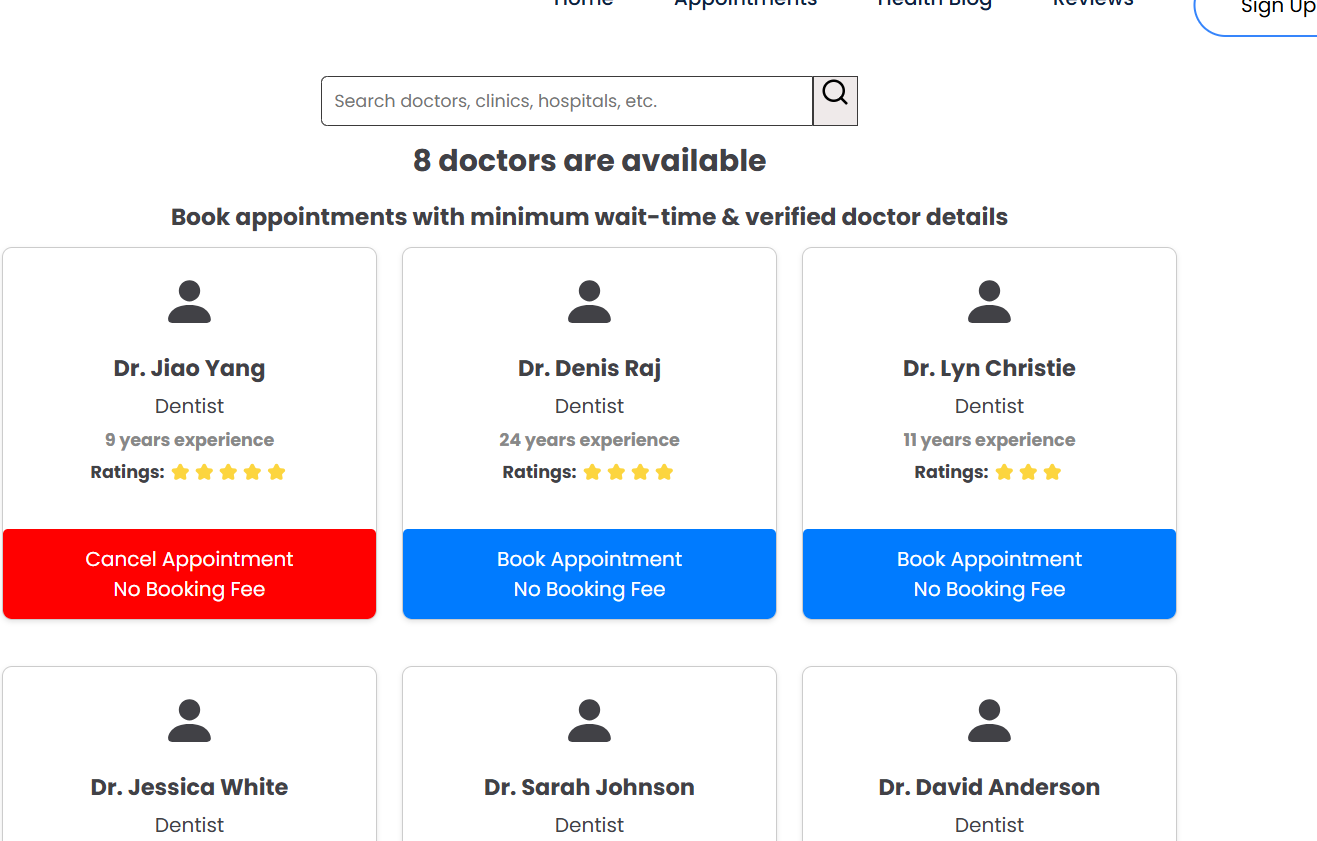 Home Appointments Health Blog Reviews Sign Up
Search doctors, clinics, hospitals, etc.
8 doctors are available
Book appointments with minimum wait-time & verified doctor details
Dr. Jiao Yang
Dentist
9 years experience
Ratings:
Cancel Appointment
No Booking Fee
Dr. Denis Raj
Dentist
24 years experience
Ratings:
Book Appointment
No Booking Fee
Dr. Lyn Christie
Dentist
11 years experience
Ratings:
Book Appointment
No Booking Fee
Dr. Jessica White
Dentist
Dr. Sarah Johnson
Dentist
Dr. David Anderson
Dentist